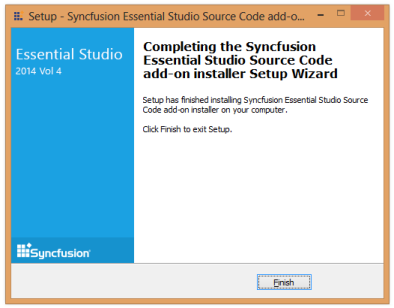 Setup - Syncfusion Essential Studio Source Code add-o...
Essential Studio
2014 Vol 4
Completing the Syncfusion
Essential Studio Source Code
add-on installer Setup Wizard
Setup has finished installing Syncfusion Essential Studio Source
Code add-on installer on your computer.
Click Finish to exit Setup.
Syncfusion
Finish